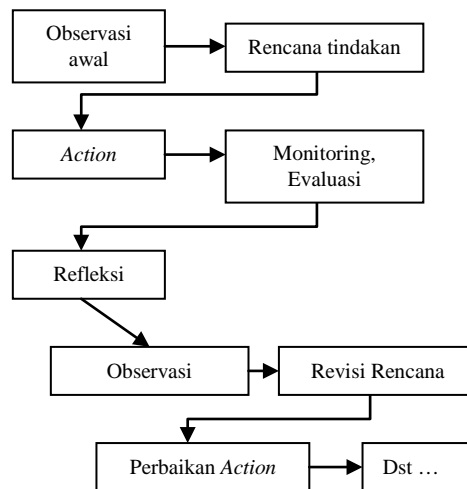 Observasi
awal
Rencana tindakan
Action
Monitoring,
Evaluasi
Refleksi
Observasi
Revisi Rencana
Perbaikan Action
Dst ...